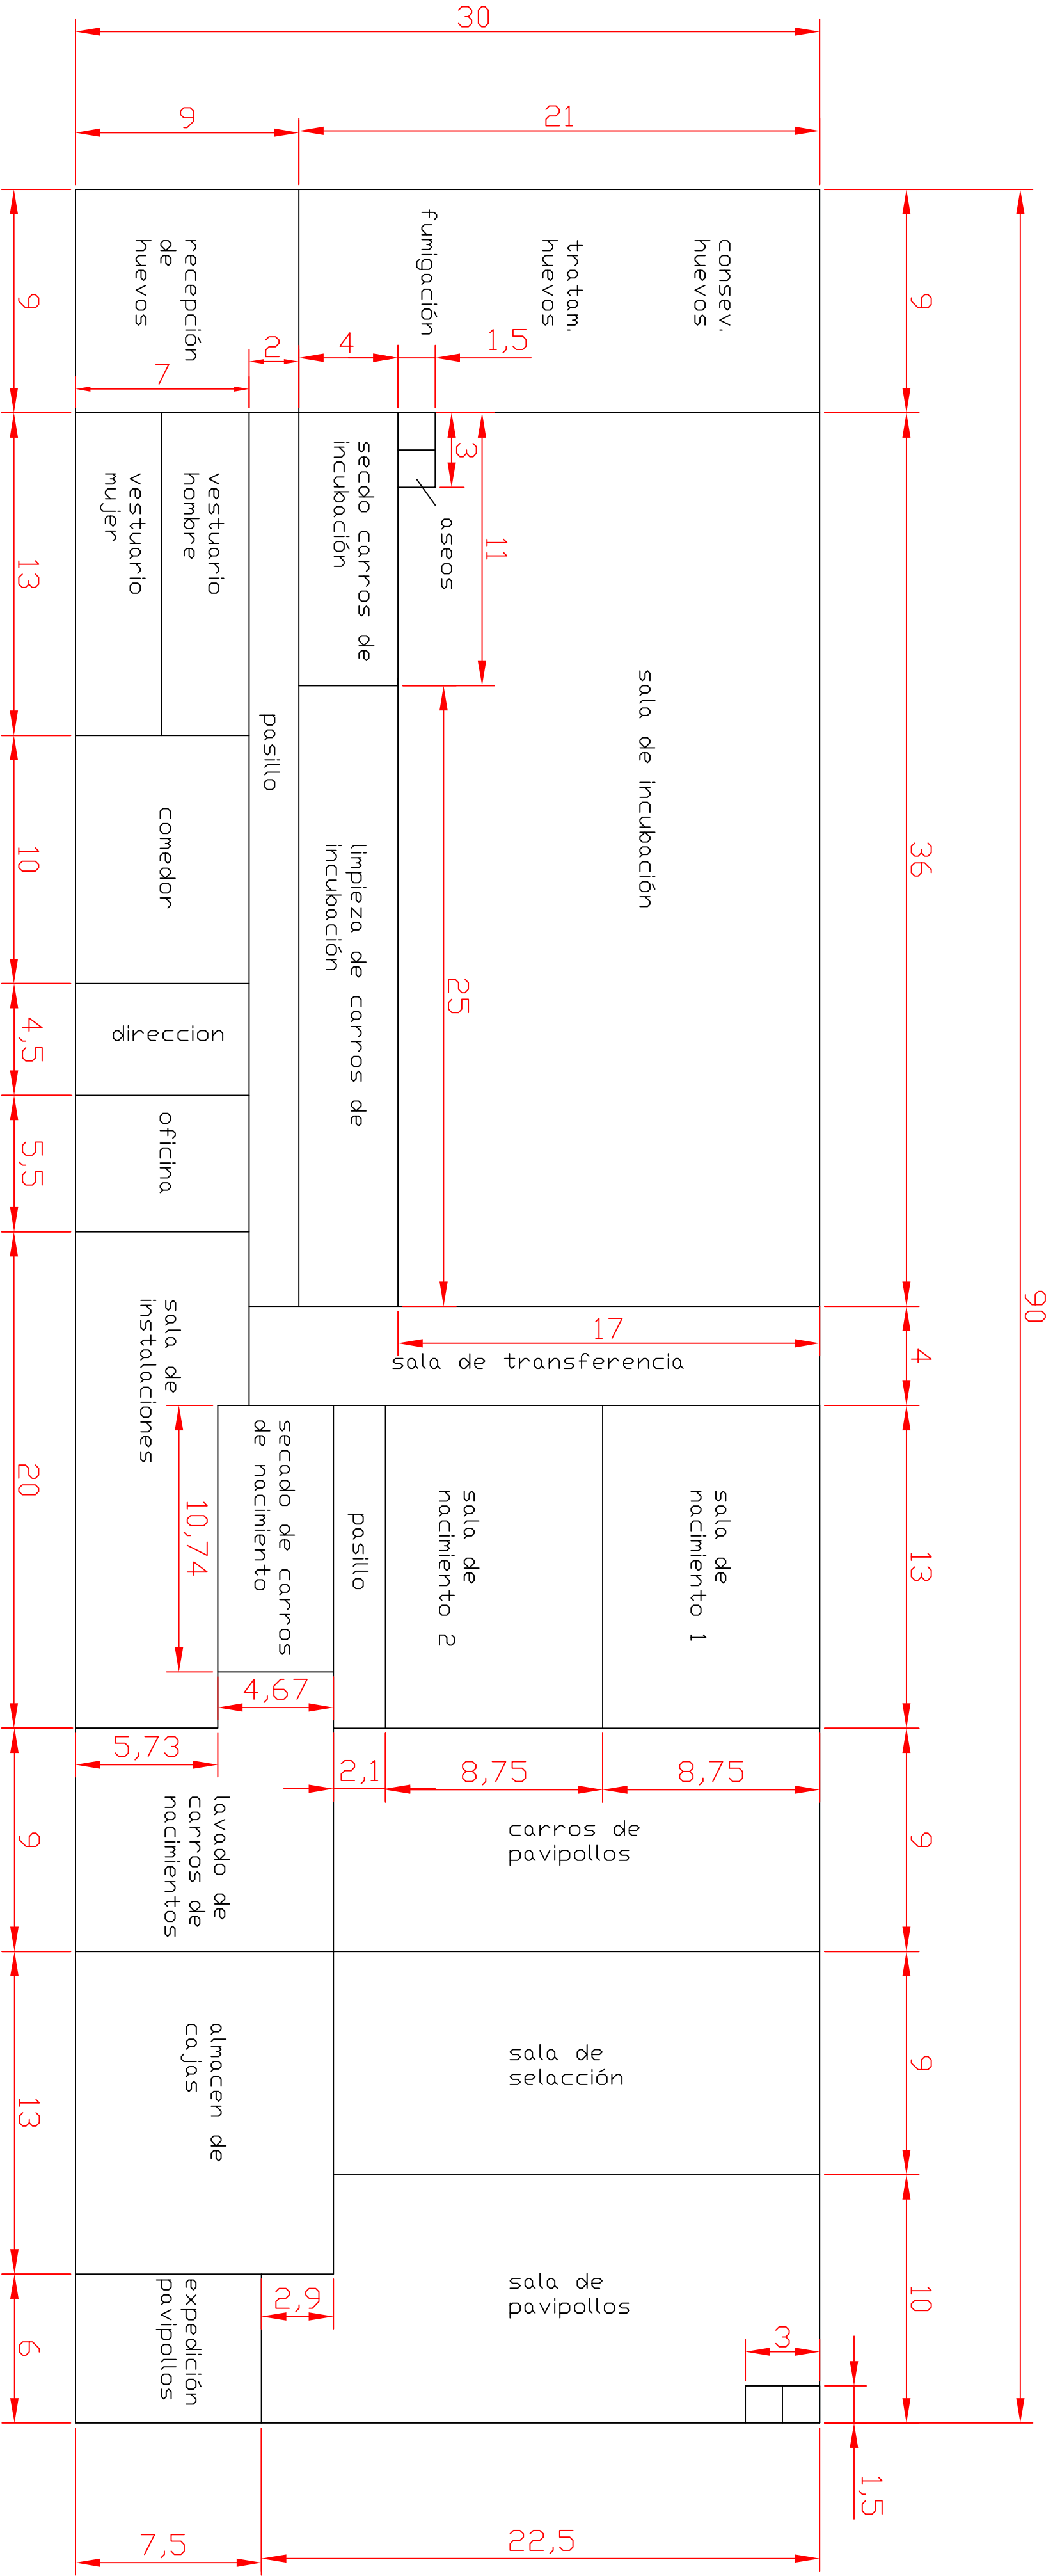 30
9
21
90
9
36
4
13
9
9
10
consev.
huevos
tratam.
huevos
fumigación
recepción
de
huevos
1,5
4
2
7
3
11
25
aseos
secdo carros de
incubación
sala de incubación
limpieza de carros de
incubación
pasillo
vestuario
hombre
vestuario
mujer
comedor
direccion
oficina
sala de
instalaciones
17
sala de transferencia
sala de
nacimiento 1
sala de
nacimiento 2
pasillo
secado de carros
de nacimiento
10,74
4,67
5,73
2,1
8,75
8,75
carros de
pavipollos
lavado de
carros de
nacimientos
sala de
selacción
almacen de
cajas
sala de
pavipollos
expedición
pavipollos
2,9
3
1,5
9
13
10
4,5
5,5
20
9
13
6
7,5
22,5